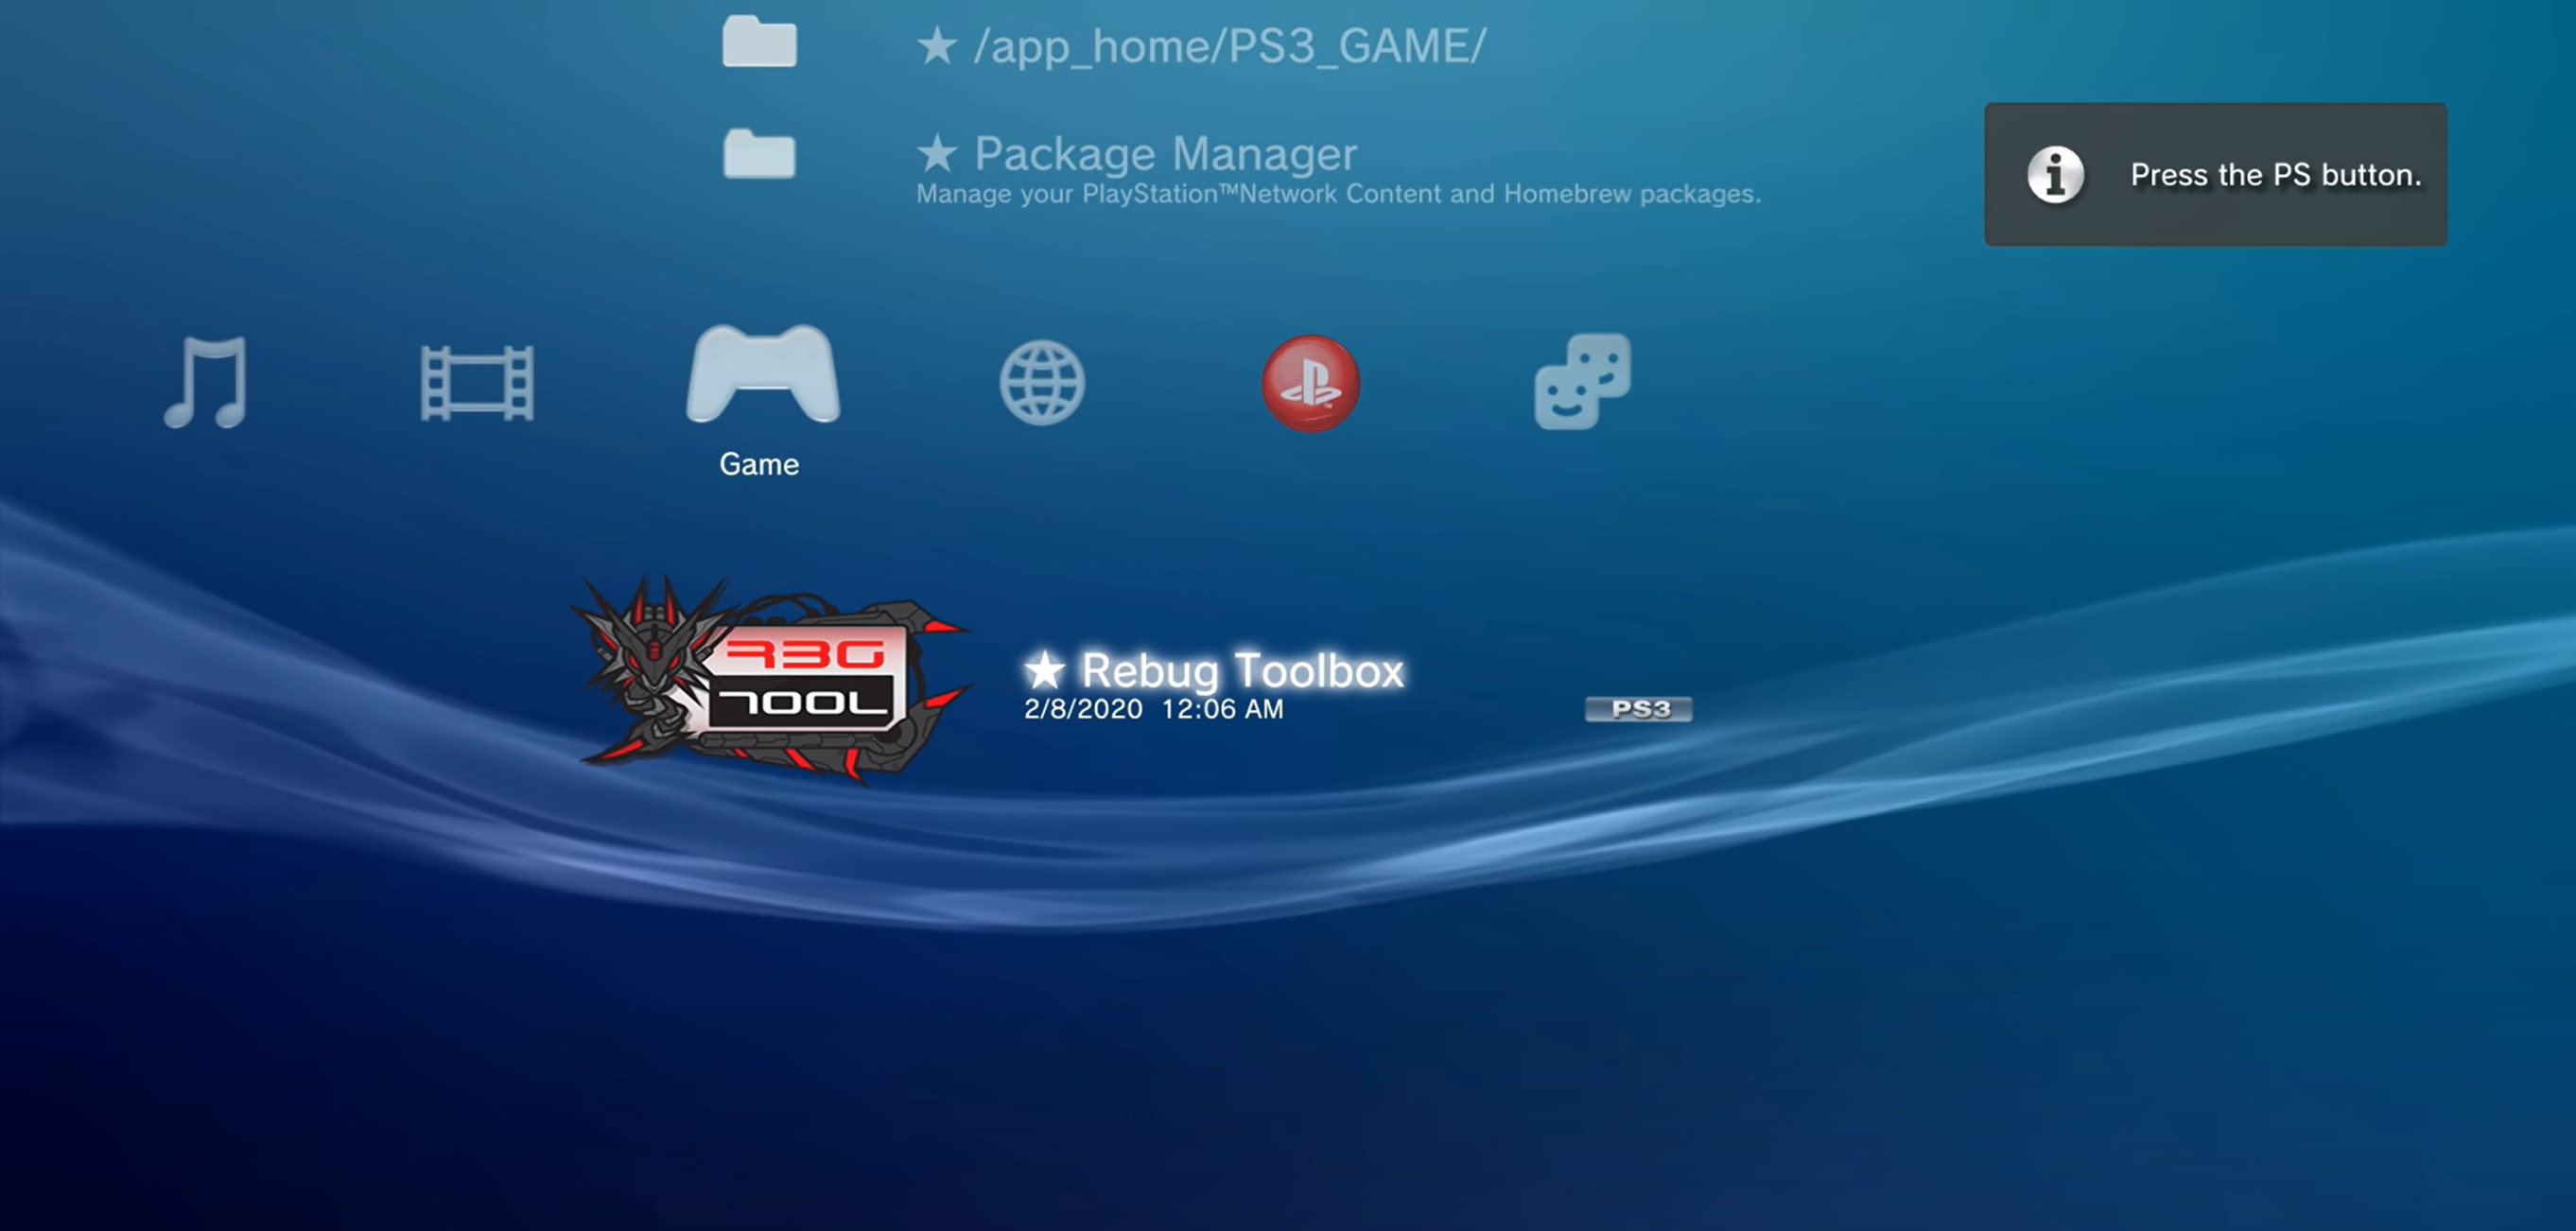 ★ /app_home/PS3_GAME/
★ Package Manager
Manage your PlayStation™Network Content and Homebrew packages.
Press the PS button.
Game
R3G
TOOL
★ Rebug Toolbox
2/8/2020 12:06 AM
PS3